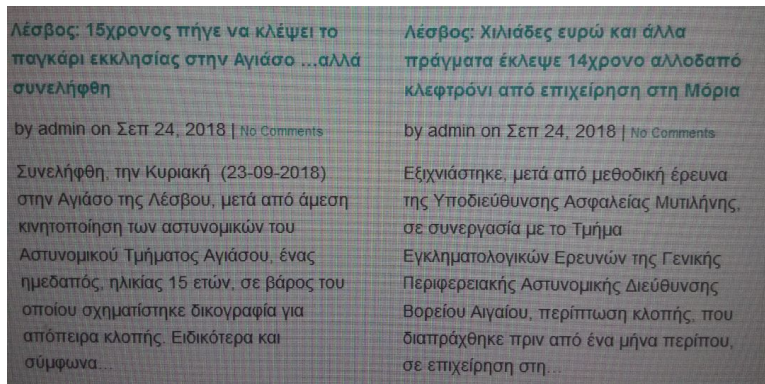 Λέσβος: 15χρονος πήγε να κλέψει το
παγκάρι εκκλησίας στην Αγιάσο ...αλλά
συνελήφθη
by admin on Σεπ 24, 2018 | No Comments
Συνελήφθη, την Κυριακή (23-09-2018)
στην Αγιάσο της Λέσβου, μετά από άμεση
κινητοποίηση των αστυνομικών του
Αστυνομικού Τμήματος Αγιάσου, ένας
ημεδαπός, ηλικίας 15 ετών, σε βάρος του
οποίου σχηματίστηκε δικογραφία για
απόπειρα κλοπής. Ειδικότερα και
σύμφωνα...
Λέσβος: Χιλιάδες ευρώ και άλλα
πράγματα έκλεψε 14χρονο αλλοδαπό
κλεφτρόνι από επιχείρηση στη Μόρια
by admin on Σεπ 24, 2018 | No Comments
Εξιχνιάστηκε, μετά από μεθοδική έρευνα
της Υποδιεύθυνσης Ασφαλείας Μυτιλήνης,
σε συνεργασία με το Τμήμα
Εγκληματολογικών Ερευνών της Γενικής
Περιφερειακής Αστυνομικής Διεύθυνσης
Βορείου Αιγαίου, περίπτωση κλοπής, που
διαπράχθηκε πριν από ένα μήνα περίπου,
σε επιχείρηση στη...